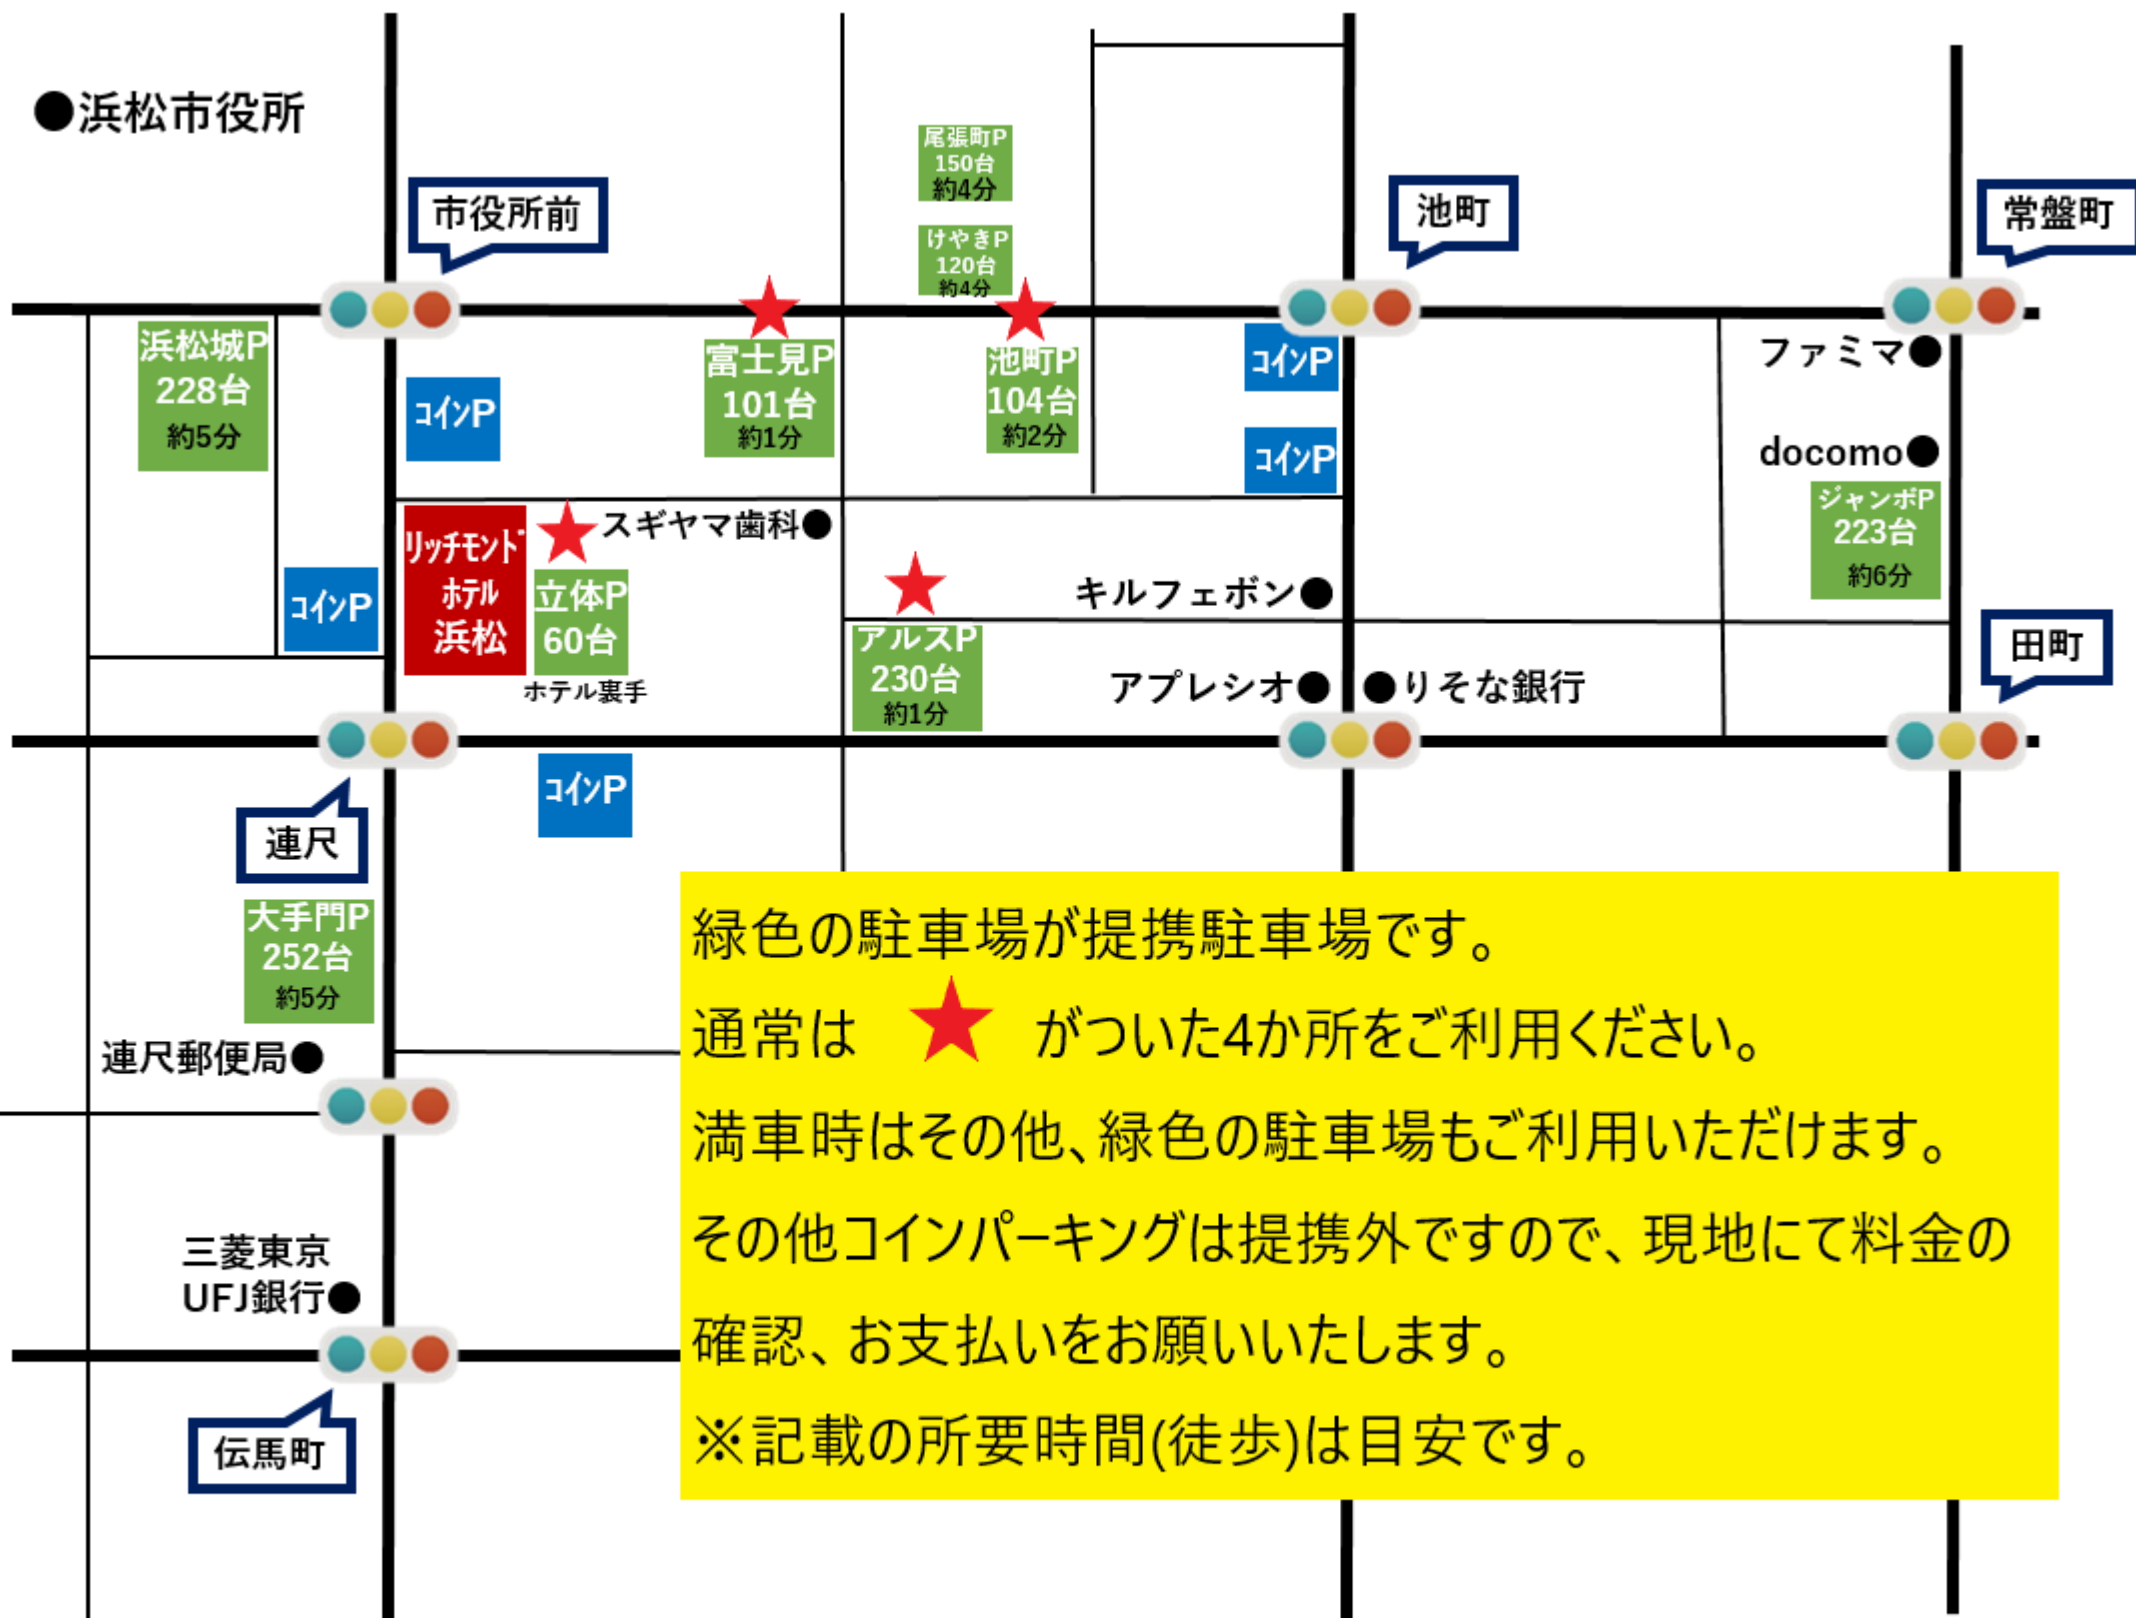 ●浜松市役所
尾張町P
150台
約4分
市役所前
池町
常盤町
けやきP
120台
約4分
浜松城P
228台
約5分
コインP
富士見P
101台
約1分
池町P
104台
約2分
コインP
コインP
ファミマ●
docomo●
ジャンボP
223台
約6分
リッチモンド
ホテル
浜松
スギヤマ歯科●
立体P
60台
ホテル裏手
コインP
キルフェボン●
アルスP
230台
約1分
アプレシオ●
●りそな銀行
田町
コインP
連尺
大手門P
252台
約5分
連尺郵便局●
三菱東京
UFJ銀行●
伝馬町
緑色の駐車場が提携駐車場です。
通常は ★ がついた4か所をご利用ください。
満車時はその他、緑色の駐車場もご利用いただけます。
その他コインパーキングは提携外ですので、現地にて料金の
確認、お支払いをお願いいたします。
※記載の所要時間(徒歩)は目安です。